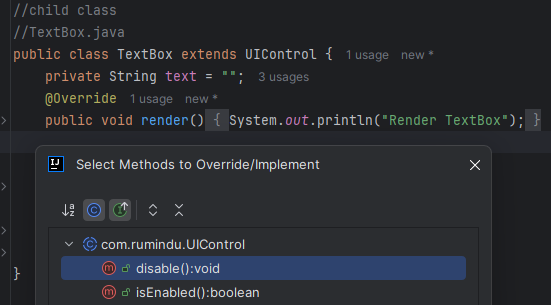 //child class
//TextBox.java
public class TextBox extends UIControl { 1 usage new *
private String text = ""; 3 usages
@Override 1 usage new *
public void render() { System.out.println("Render TextBox"); }
IJ Select Methods to Override/Implement
com.rumindu.UIControl
m disable():void
m isEnabled():boolean
}